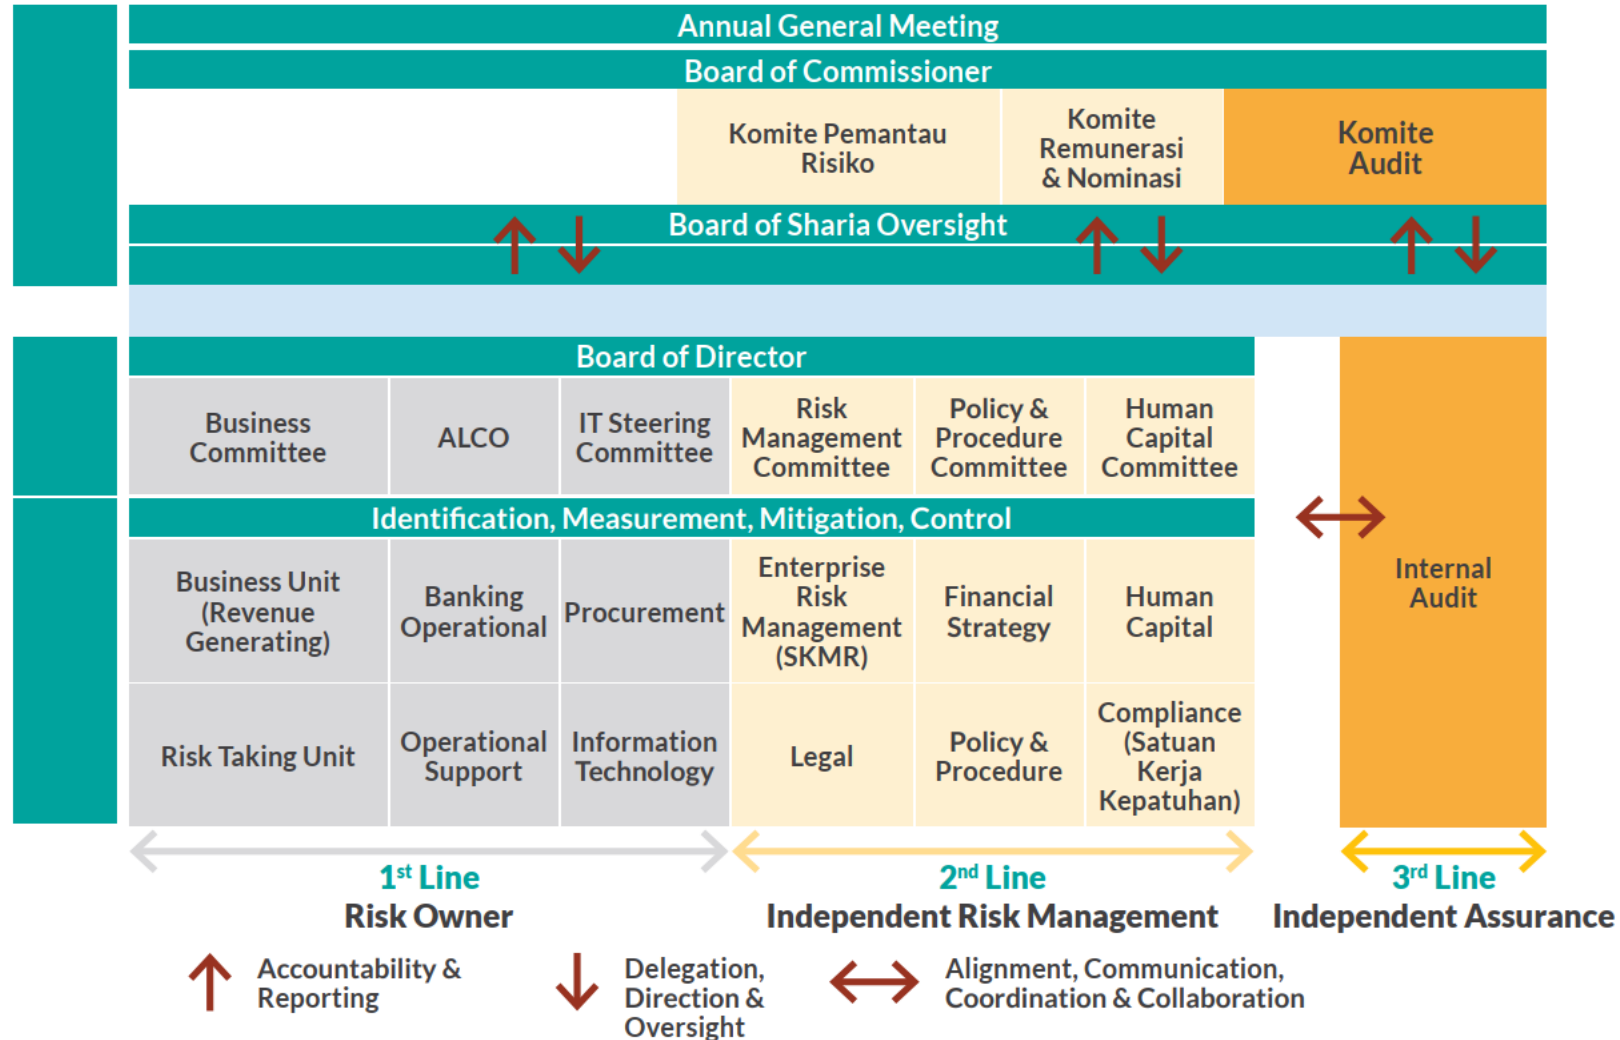 Annual General Meeting
Board of Commissioner
Komite Pemantau
Risiko
Komite
Remunerasi
& Nominasi
Komite
Audit
Board of Sharia Oversight
Board of Director
Business
Committee
ALCO
IT Steering
Committee
Risk
Management
Committee
Policy &
Procedure
Committee
Human
Capital
Committee
Identification, Measurement, Mitigation, Control
Business Unit
(Revenue
Generating)
Banking
Operational
Procurement
Enterprise
Risk
Management
(SKMR)
Financial
Strategy
Human
Capital
Internal
Audit
Risk Taking Unit
Operational
Support
Information
Technology
Legal
Policy &
Procedure
Compliance
(Satuan
Kerja
Kepatuhan)
1st Line
Risk Owner
2nd Line
Independent Risk Management
3rd Line
Independent Assurance
Accountability &
Reporting
Delegation,
Direction &
Oversight
Alignment, Communication,
Coordination & Collaboration